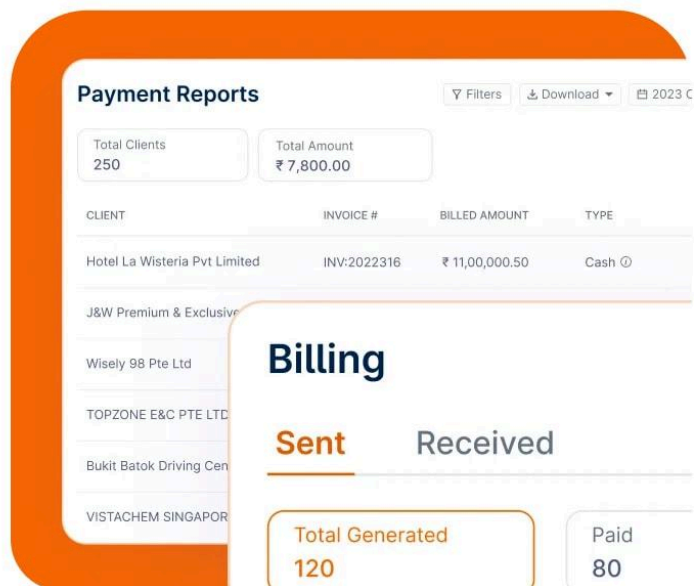 Payment Reports
Filters
Download
2023
Total Clients
250
Total Amount
₹ 7,800.00
CLIENT INVOICE # BILLED AMOUNT TYPE
Hotel La Wisteria Pvt Limited INV:2022316 ₹ 11,00,000.50 Cash
J&W Premium & Exclusive
Wisely 98 Pte Ltd
TOPZONE E&C PTE LTD
Bukit Batok Driving Cen
VISTACHEM SINGAPOR
Billing
Sent Received
Total Generated
120
Paid
80